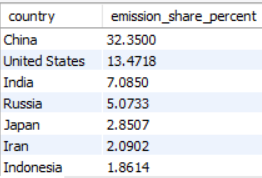 country emission_share_percent
China 32.3500
United States 13.4718
India 7.0850
Russia 5.0733
Japan 2.8507
Iran 2.0902
Indonesia 1.8614